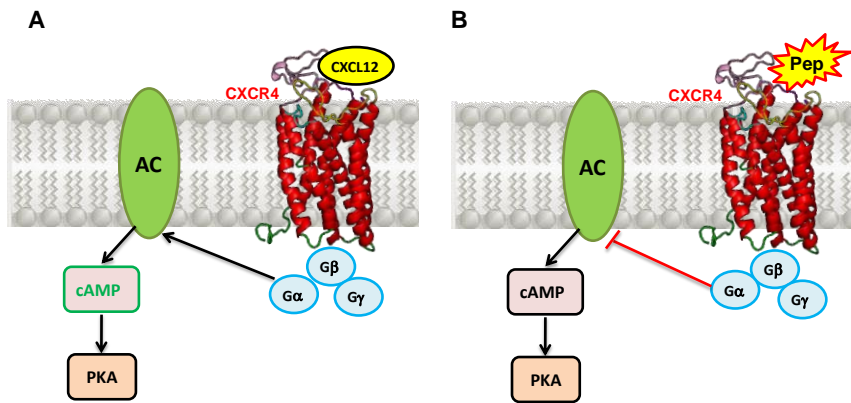 A
CXCL12
CXCR4
AC
Gβ
Gα
Gγ
cAMP
PKA
B
Pep
CXCR4
AC
Gβ
Gα
Gγ
cAMP
PKA